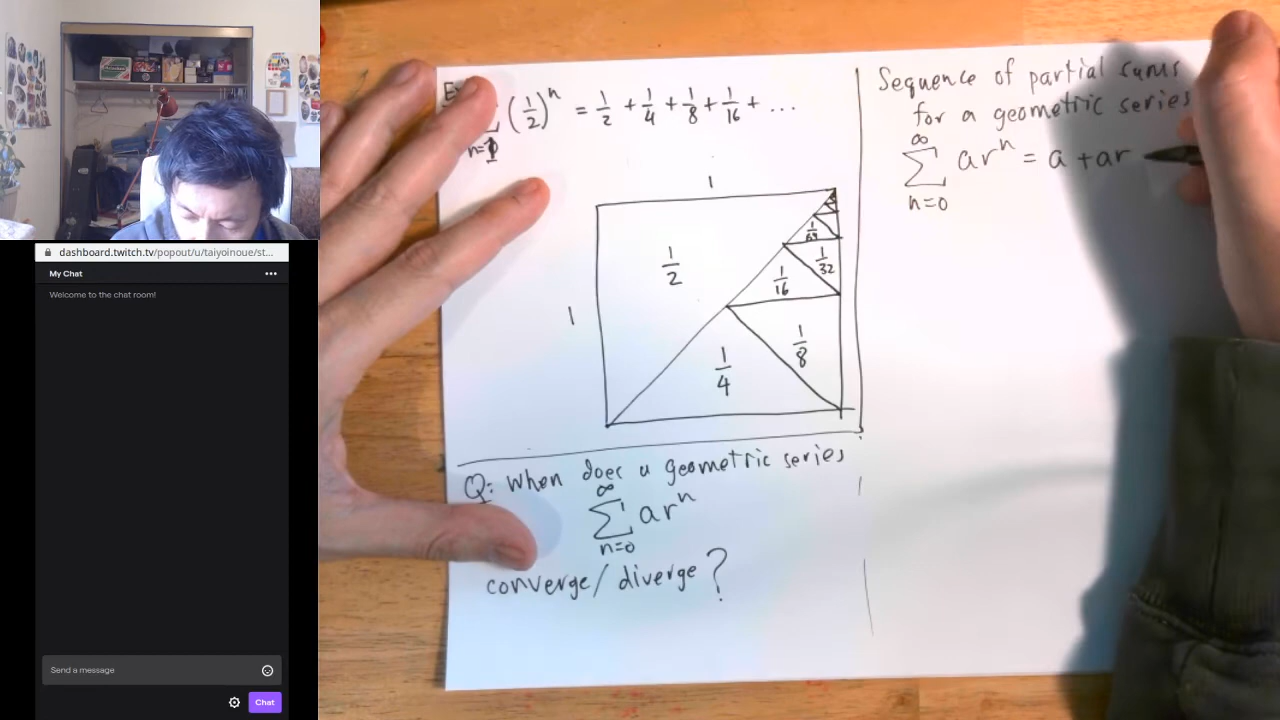 dashboard.twitch.tv/popout/u/taiyoinoue/st...
My Chat
Welcome to the chat room!
Send a message
Chat
∑ n=1 (1/2)^n = 1/2 + 1/4 + 1/8 + 1/16 + ...
1
1
1/2
1/4
1/8
1/16
1/32
1/64
Q: When does a geometric series
∞ ∑ n=0 ar^n
converge/diverge?
Sequence of partial sums
for a geometric series
∞ ∑ n=0 ar^n = a + ar